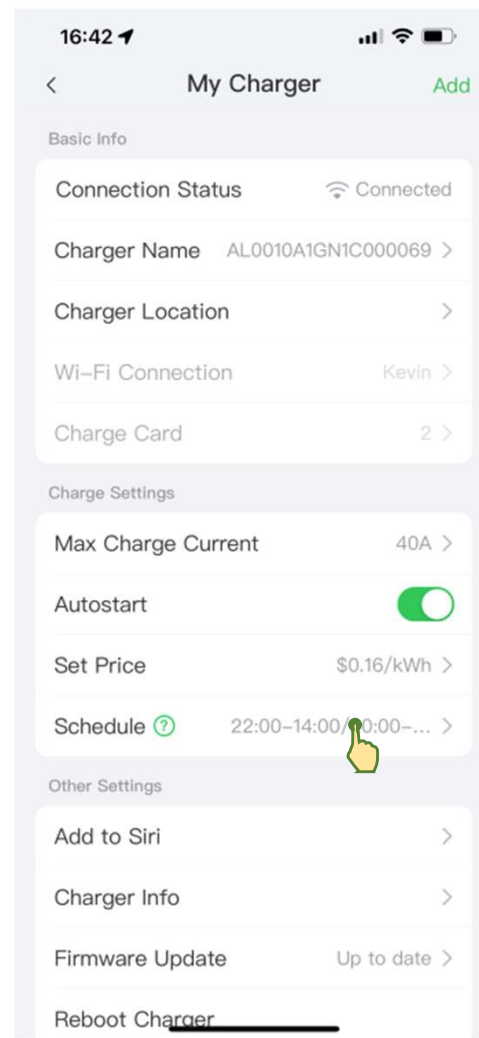 16:42
My Charger
Add
Basic Info
Connection Status Connected
Charger Name AL0010A1GN1C000069 >
Charger Location >
Wi-Fi Connection Kevin >
Charge Card 2 >
Charge Settings
Max Charge Current 40A >
Autostart
Set Price $0.16/kWh >
Schedule ? 22:00-14:00/ 0:00-... >
Other Settings
Add to Siri >
Charger Info >
Firmware Update Up to date >
Reboot Charger